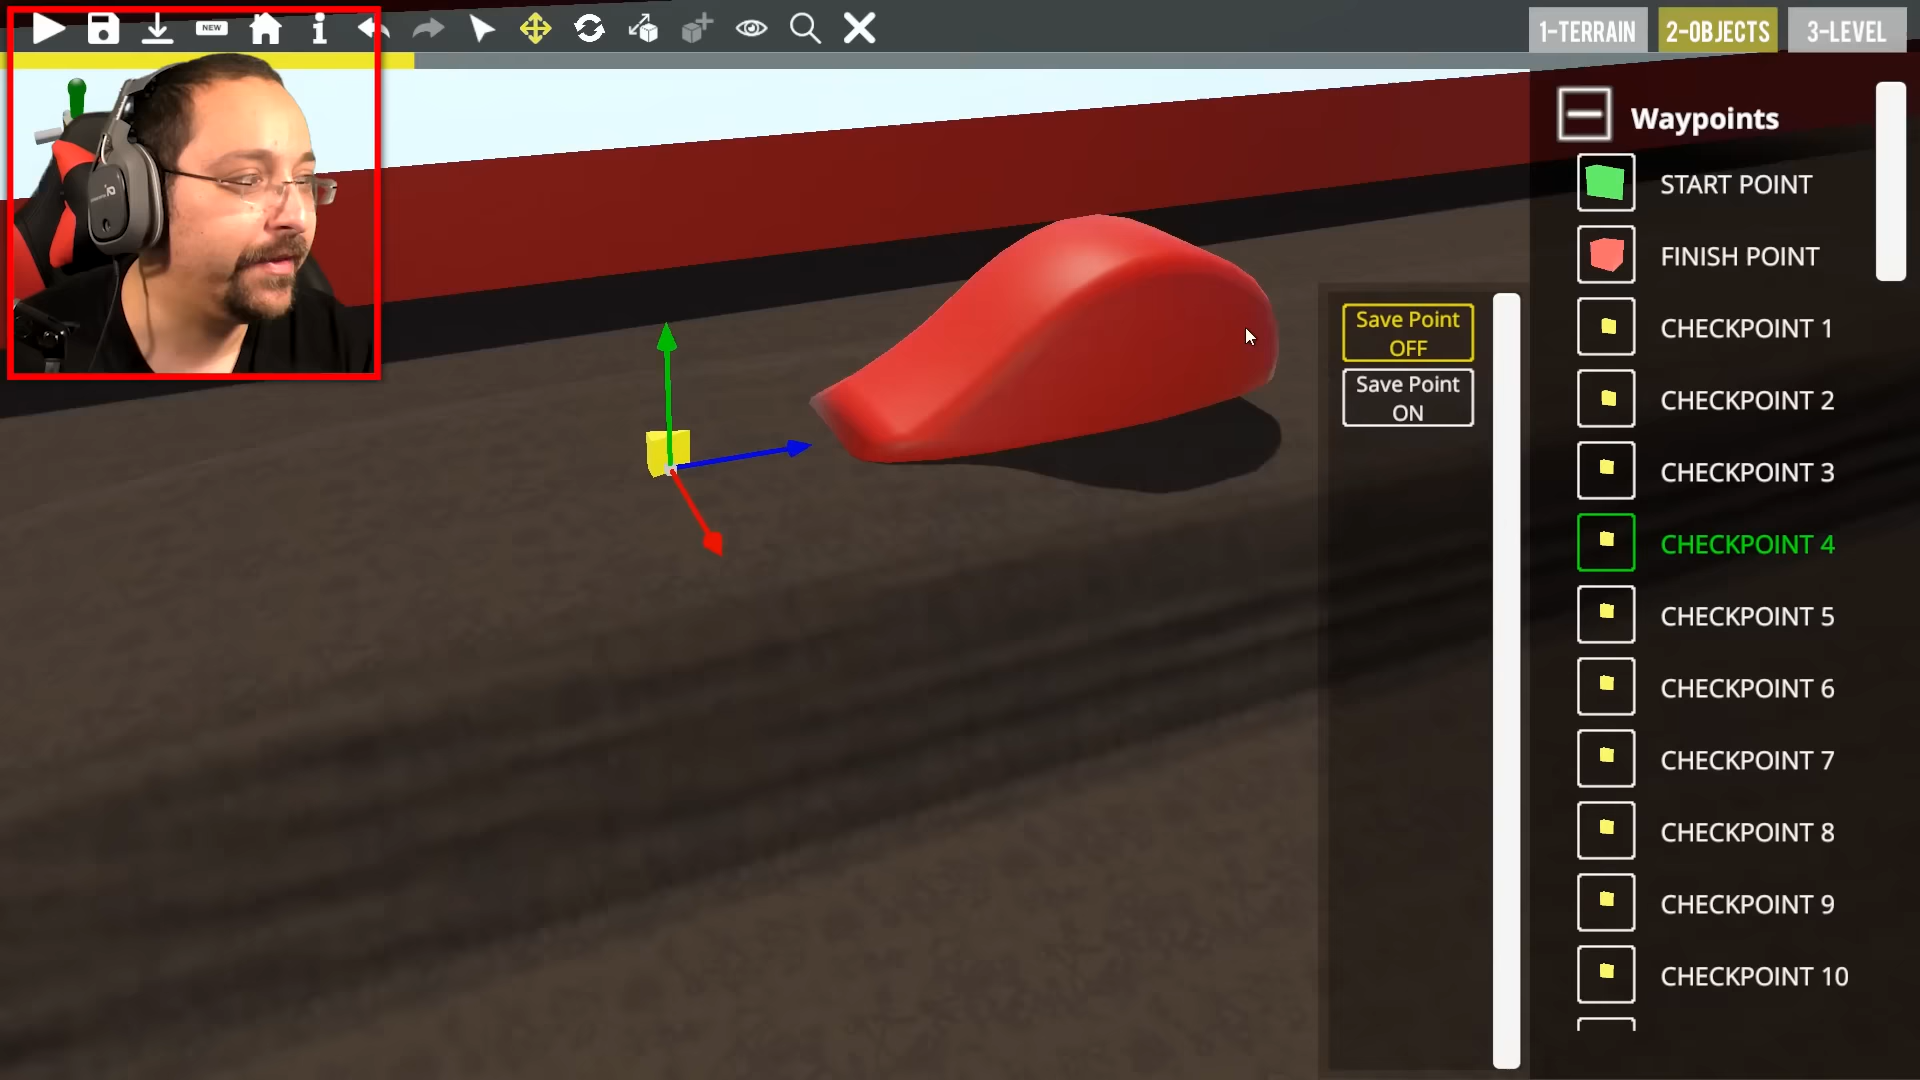 NEW
1-TERRAIN
2-OBJECTS
3-LEVEL
Waypoints
START POINT
FINISH POINT
CHECKPOINT 1
CHECKPOINT 2
CHECKPOINT 3
CHECKPOINT 4
CHECKPOINT 5
CHECKPOINT 6
CHECKPOINT 7
CHECKPOINT 8
CHECKPOINT 9
CHECKPOINT 10
Save Point
OFF
Save Point
ON